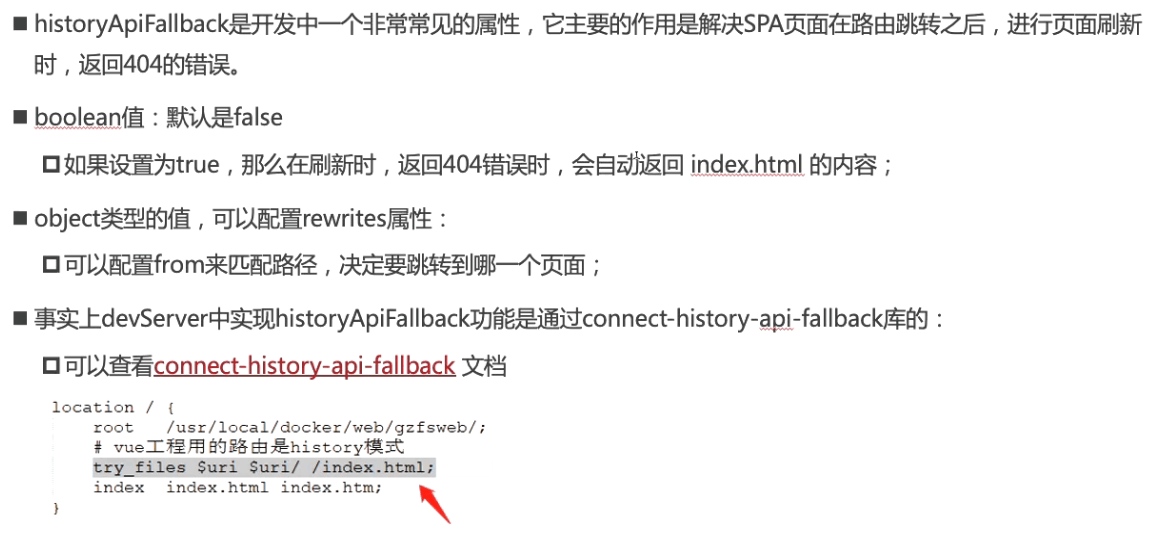 historyApiFallback是开发中一个非常常见的属性，它主要的作用是解决SPA页面在路由跳转之后，进行页面刷新
时，返回404的错误。
boolean值：默认是false
如果设置为true，那么在刷新时，返回404错误时，会自动返回 index.html 的内容；
object类型的值，可以配置rewrites属性：
可以配置from来匹配路径，决定要跳转到哪一个页面；
事实上devServer中实现historyApiFallback功能是通过connect-history-api-fallback库的：
可以查看connect-history-api-fallback 文档
location / {
    root   /usr/local/docker/web/gzfsweb/;
    # vue工程用的路由是history模式
    try_files $uri $uri/ /index.html;
    index  index.html index.htm;
}